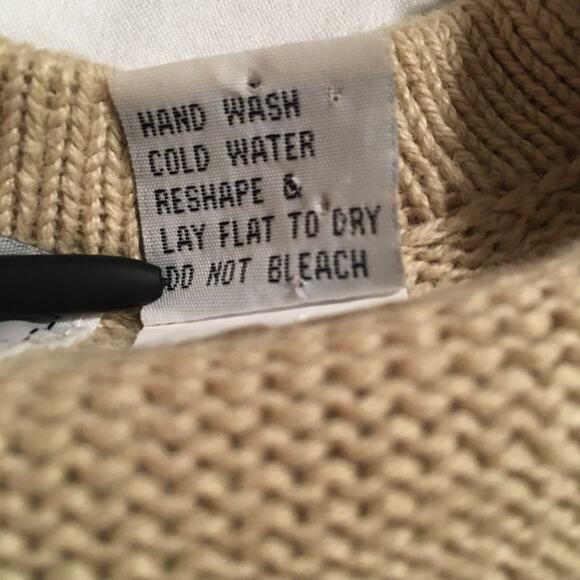 HAND WASH
COLD WATER
RESHAPE &
LAY FLAT TO DRY
DO NOT BLEACH